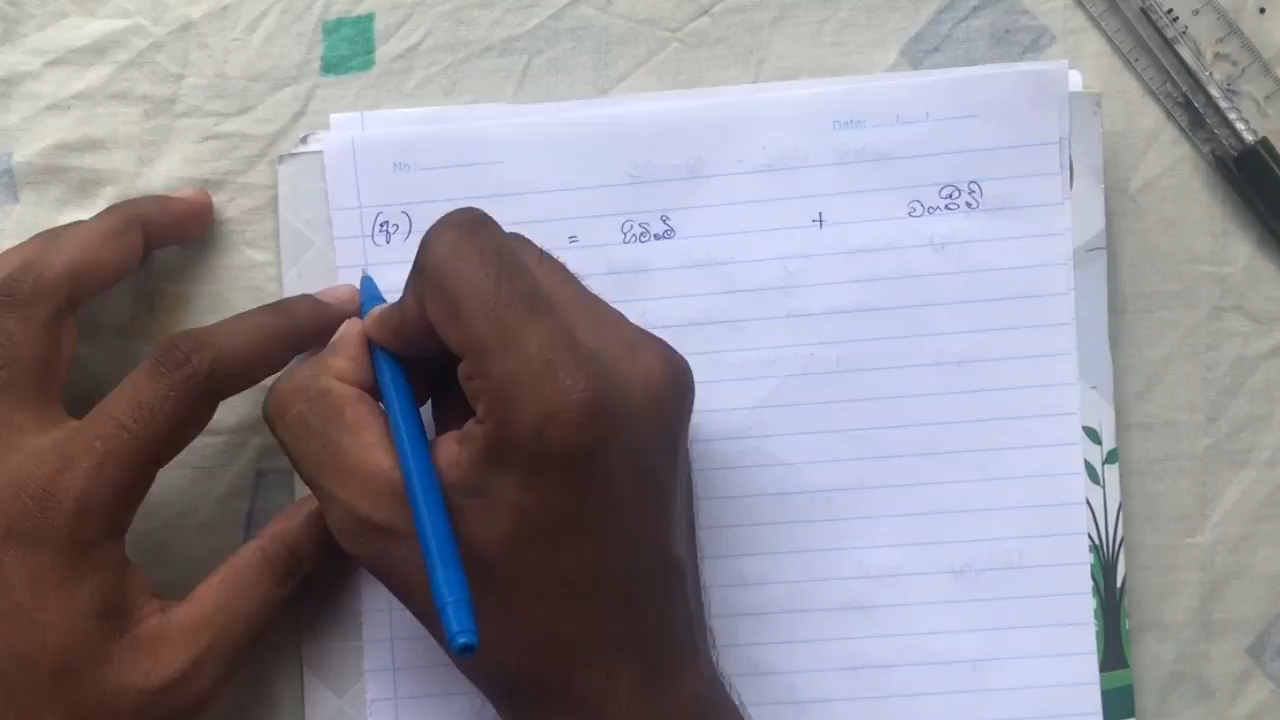 No:
Date: / /
(ආ) = හිමිකම් + වගකීම්